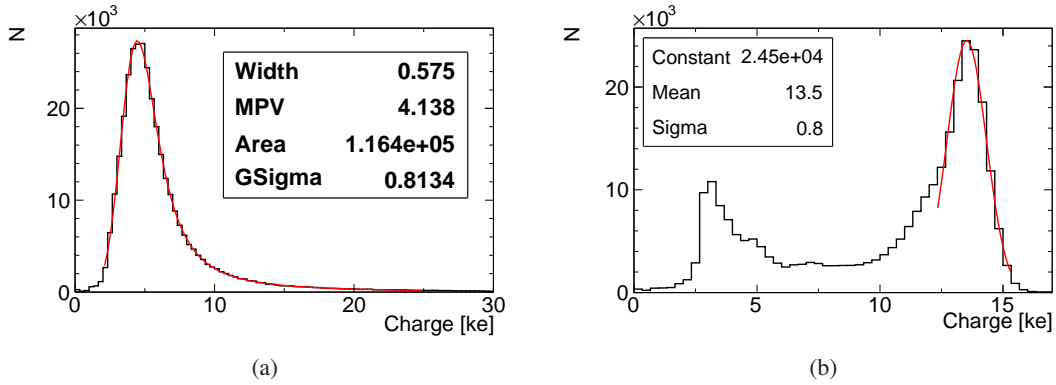 ×10³
N
20
10
0
0 10 20 30
Charge [ke]
Width 0.575
MPV 4.138
Area 1.164e+05
GSigma 0.8134
(a)
×10³
N
20
10
0
0 5 10 15
Charge [ke]
Constant 2.45e+04
Mean 13.5
Sigma 0.8
(b)